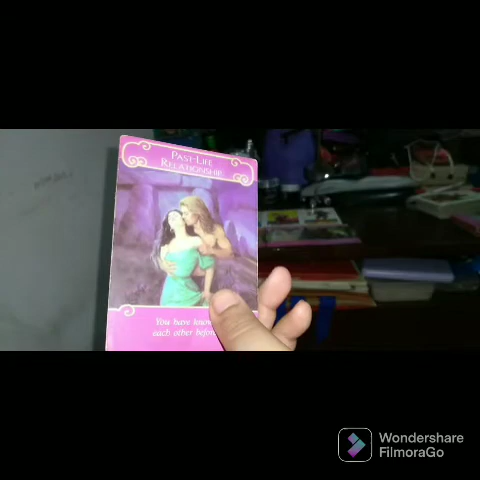 Past-Life
Relationship
You have known
each other before
Wondershare
FilmoraGo